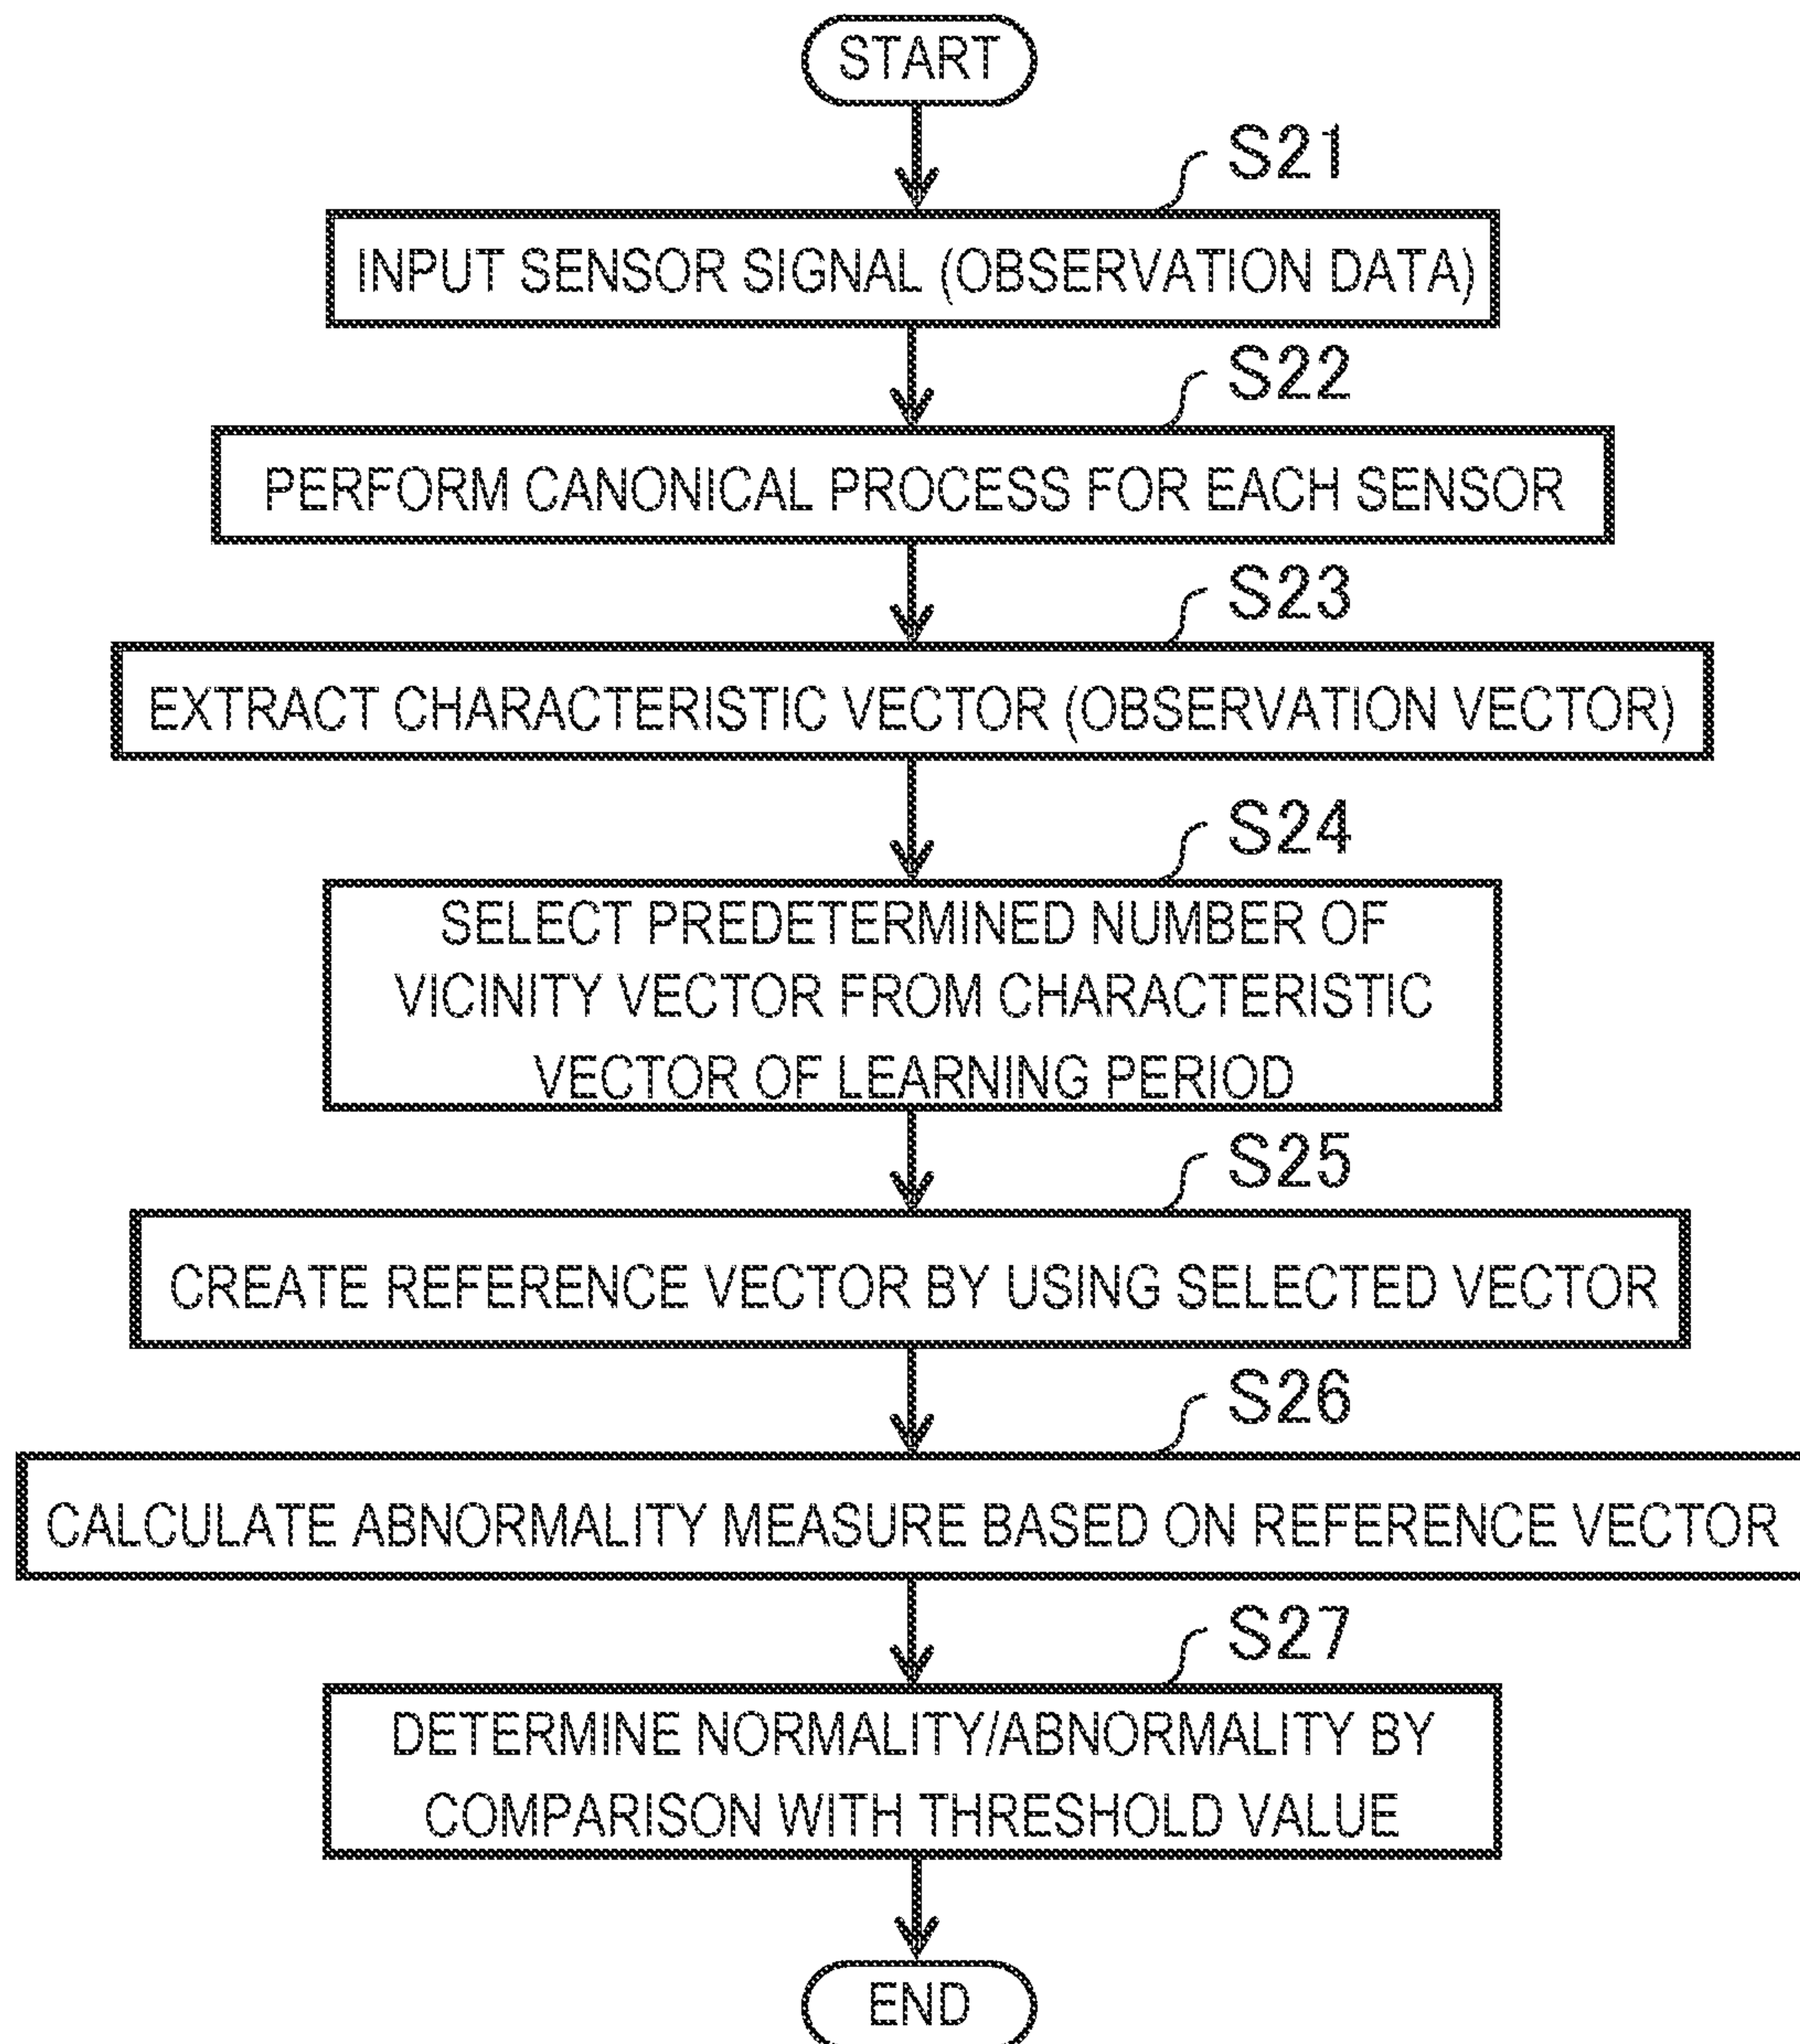 START
S21
INPUT SENSOR SIGNAL (OBSERVATION DATA)
S22
PERFORM CANONICAL PROCESS FOR EACH SENSOR
S23
EXTRACT CHARACTERISTIC VECTOR (OBSERVATION VECTOR)
S24
SELECT PREDETERMINED NUMBER OF
VICINITY VECTOR FROM CHARACTERISTIC
VECTOR OF LEARNING PERIOD
S25
CREATE REFERENCE VECTOR BY USING SELECTED VECTOR
S26
CALCULATE ABNORMALITY MEASURE BASED ON REFERENCE VECTOR
S27
DETERMINE NORMALITY/ABNORMALITY BY
COMPARISON WITH THRESHOLD VALUE
END